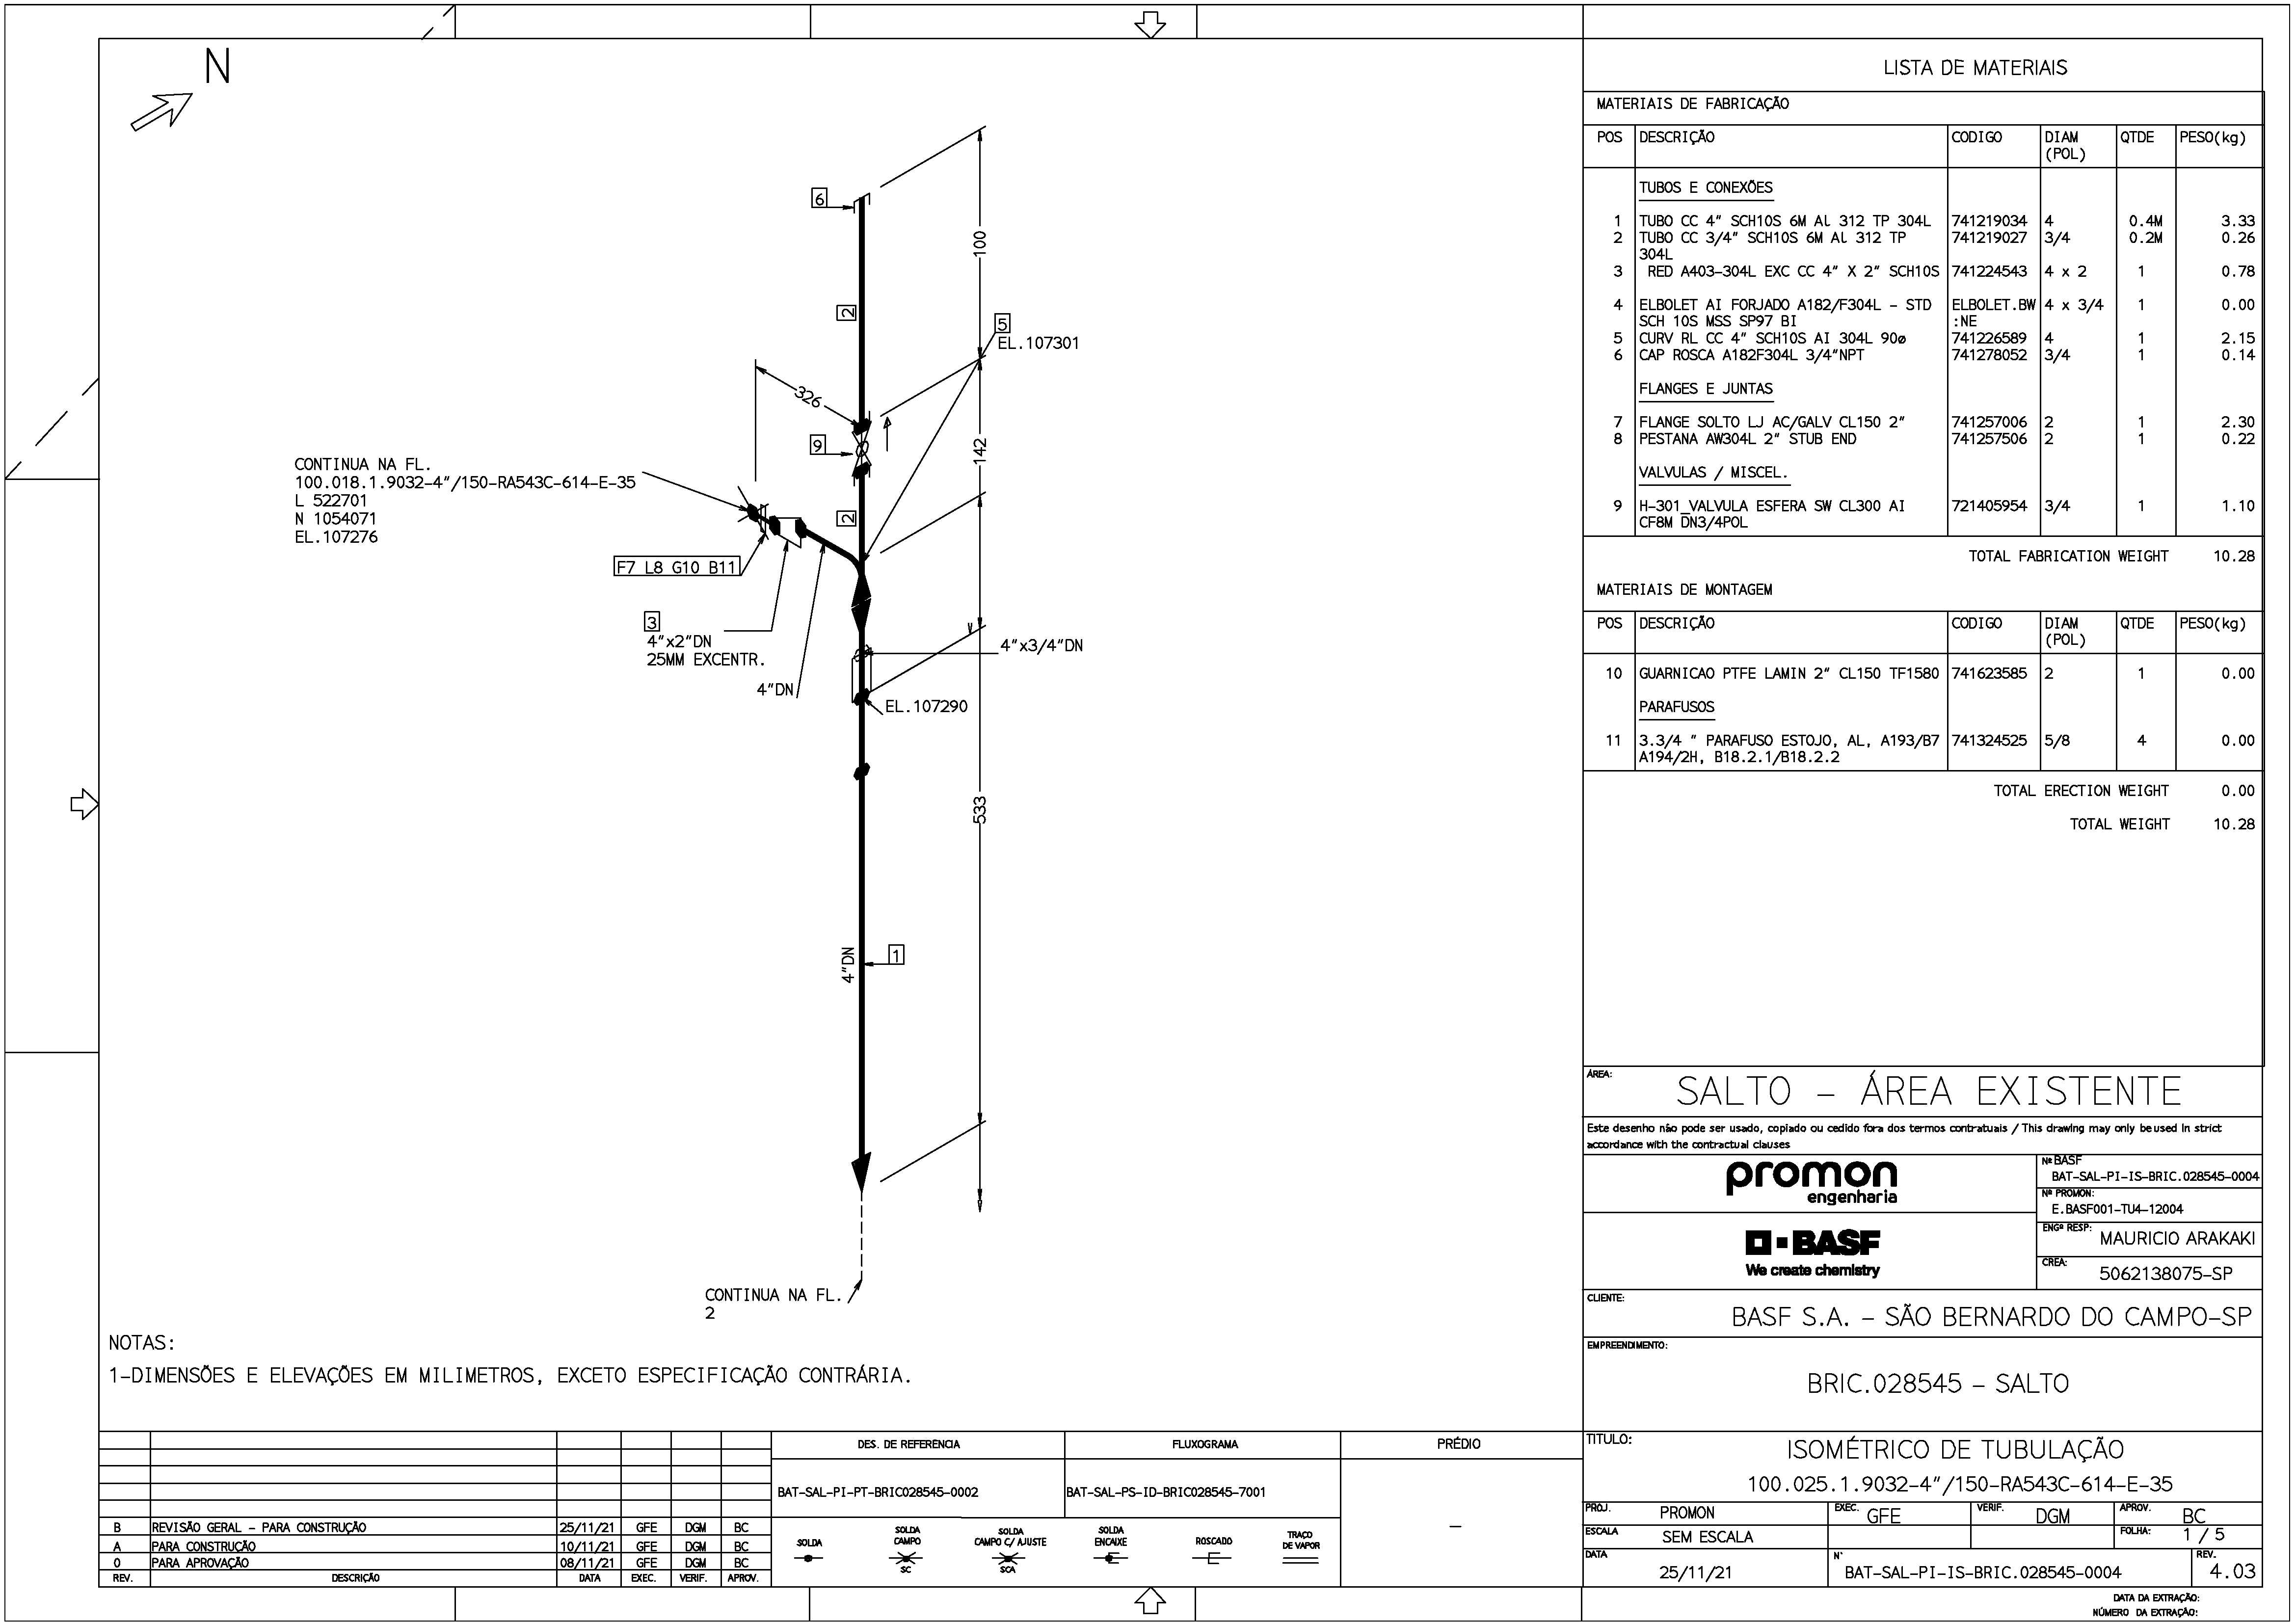 N
6
100
2
5
EL.107301
326
9
142
CONTINUA NA FL.
100.018.1.9032-4"/150-RA543C-614-E-35
L 522701
N 1054071
EL.107276
2
F7 L8 G10 B11
3
4"x2"DN
25MM EXCENTR.
4"DN
4"x3/4"DN
EL.107290
533
4"DN
1
CONTINUA NA FL.
2
NOTAS:
1-DIMENSÕES E ELEVAÇÕES EM MILIMETROS, EXCETO ESPECIFICAÇÃO CONTRÁRIA.
LISTA DE MATERIAIS
MATERIAIS DE FABRICAÇÃO
POS DESCRIÇÃO CODIGO DIAM (POL) QTDE PESO(kg)
TUBOS E CONEXÕES
1 TUBO CC 4" SCH10S 6M AL 312 TP 304L 741219034 4 0.4M 3.33
2 TUBO CC 3/4" SCH10S 6M AL 312 TP 741219027 3/4 0.2M 0.26
304L
3 RED A403-304L EXC CC 4" X 2" SCH10S 741224543 4 x 2 1 0.78
4 ELBOLET AI FORJADO A182/F304L - STD ELBOLET.BW 4 x 3/4 1 0.00
SCH 10S MSS SP97 BI :NE
5 CURV RL CC 4" SCH10S AI 304L 90ø 741226589 4 1 2.15
6 CAP ROSCA A182F304L 3/4"NPT 741278052 3/4 1 0.14
FLANGES E JUNTAS
7 FLANGE SOLTO LJ AC/GALV CL150 2" 741257006 2 1 2.30
8 PESTANA AW304L 2" STUB END 741257506 2 1 0.22
VALVULAS / MISCEL.
9 H-301_VALVULA ESFERA SW CL300 AI 721405954 3/4 1 1.10
CF8M DN3/4POL
TOTAL FABRICATION WEIGHT 10.28
MATERIAIS DE MONTAGEM
POS DESCRIÇÃO CODIGO DIAM (POL) QTDE PESO(kg)
10 GUARNICAO PTFE LAMIN 2" CL150 TF1580 741623585 2 1 0.00
PARAFUSOS
11 3.3/4 " PARAFUSO ESTOJO, AL, A193/B7 741324525 5/8 4 0.00
A194/2H, B18.2.1/B18.2.2
TOTAL ERECTION WEIGHT 0.00
TOTAL WEIGHT 10.28
ÁREA:
SALTO - ÁREA EXISTENTE
Este desenho não pode ser usado, copiado ou cedido fora dos termos contratuais / This drawing may only be used in strict
accordance with the contractual clauses
promon
engenharia
Nº BASF
BAT-SAL-PI-IS-BRIC.028545-0004
Nº PROMON:
E.BASF001-TU4-12004
BASF
We create chemistry
ENGº RESP:
MAURICIO ARAKAKI
CREA:
5062138075-SP
CLIENTE:
BASF S.A. - SÃO BERNARDO DO CAMPO-SP
EMPREENDIMENTO:
BRIC.028545 - SALTO
TITULO:
ISOMÉTRICO DE TUBULAÇÃO
100.025.1.9032-4"/150-RA543C-614-E-35
PROJ. PROMON EXEC. GFE VERIF. DGM APROV. BC
ESCALA SEM ESCALA FOLHA: 1 / 5
DATA 25/11/21 N° BAT-SAL-PI-IS-BRIC.028545-0004 REV. 4.03
DATA DA EXTRAÇÃO:
NÚMERO DA EXTRAÇÃO:
DES. DE REFERÊNCIA FLUXOGRAMA PRÉDIO
BAT-SAL-PI-PT-BRIC028545-0002 BAT-SAL-PS-ID-BRIC028545-7001 -
B REVISÃO GERAL - PARA CONSTRUÇÃO 25/11/21 GFE DGM BC
A PARA CONSTRUÇÃO 10/11/21 GFE DGM BC
0 PARA APROVAÇÃO 08/11/21 GFE DGM BC
REV. DESCRIÇÃO DATA EXEC. VERIF. APROV.
SOLDA
SOLDA CAMPO
SC
SOLDA CAMPO C/ AJUSTE
SCA
SOLDA ENCAIXE
ROSCADO
TRAÇO DE VAPOR